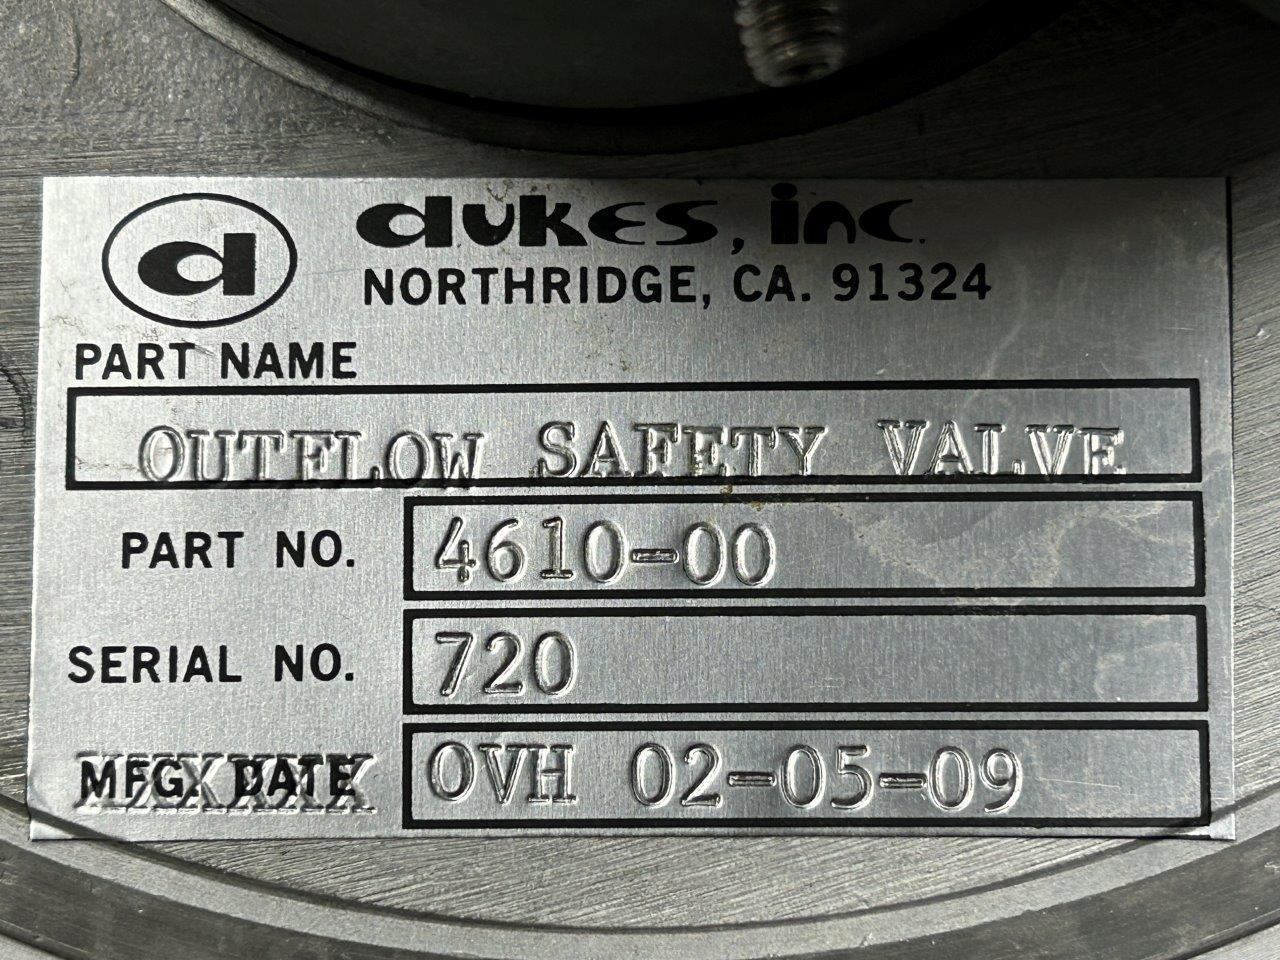 d dukes, inc.
NORTHRIDGE, CA. 91324
PART NAME
OUTFLOW SAFETY VALVE
PART NO. 4610-00
SERIAL NO. 720
MFG. DATE OVH 02-05-09